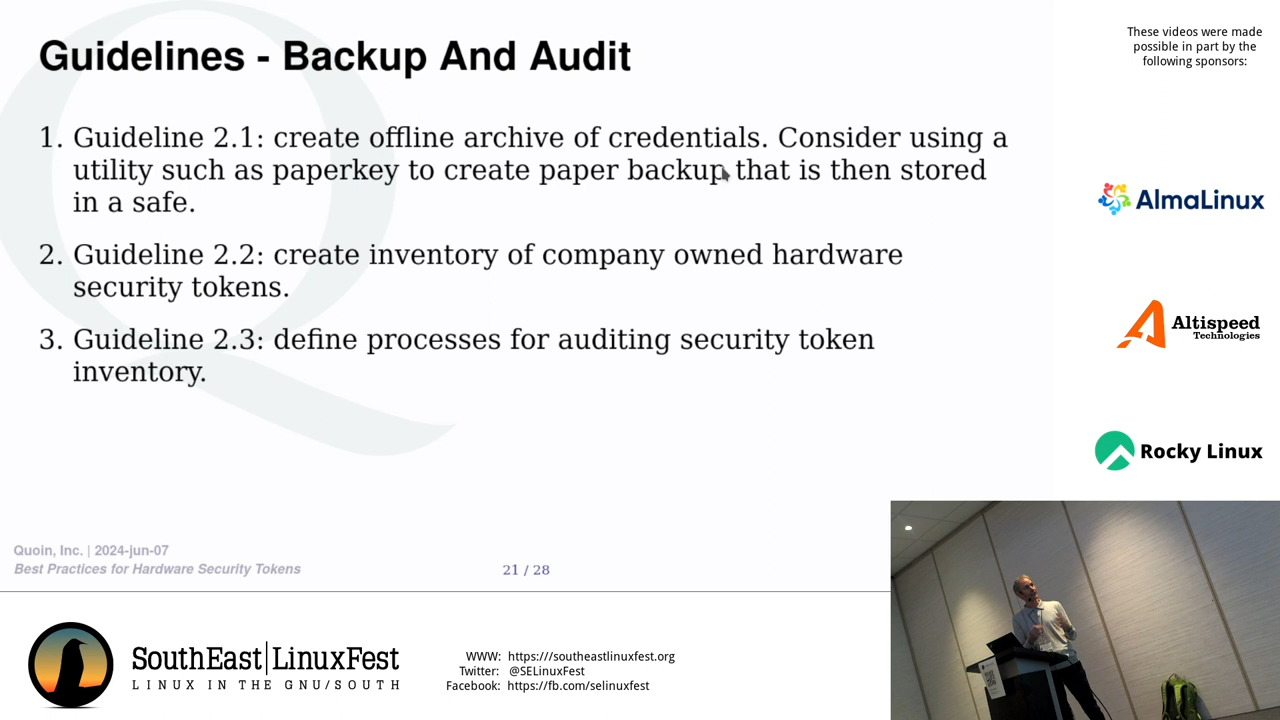 Guidelines - Backup And Audit
1. Guideline 2.1: create offline archive of credentials. Consider using a
utility such as paperkey to create paper backup that is then stored
in a safe.
2. Guideline 2.2: create inventory of company owned hardware
security tokens.
3. Guideline 2.3: define processes for auditing security token
inventory.
Quoin, Inc. | 2024-jun-07
Best Practices for Hardware Security Tokens
21 / 28
These videos were made
possible in part by the
following sponsors:
AlmaLinux
Altispeed
Technologies
Rocky Linux
SouthEast LinuxFest
LINUX IN THE GNU/SOUTH
WWW: https:///southeastlinuxfest.org
Twitter: @SELinuxFest
Facebook: https://fb.com/selinuxfest